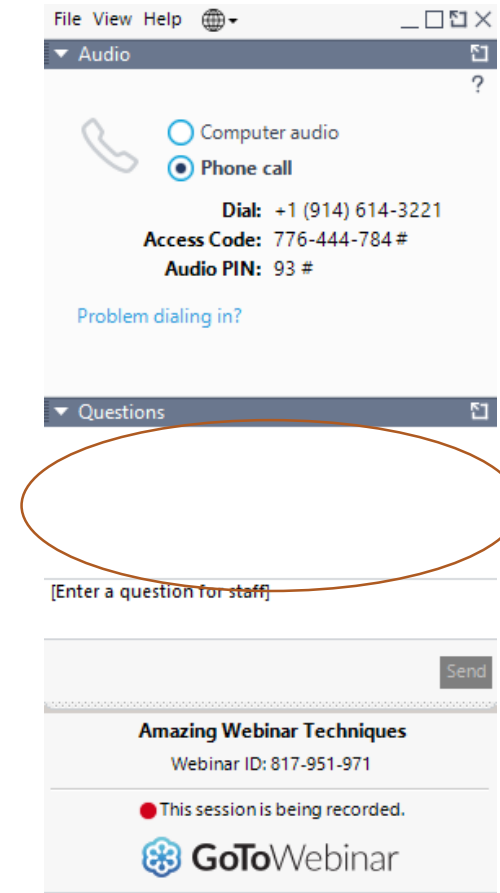 File View Help
Audio
?
Computer audio
Phone call
Dial: +1 (914) 614-3221
Access Code: 776-444-784 #
Audio PIN: 93 #
Problem dialing in?
Questions
[Enter a question for staff]
Send
Amazing Webinar Techniques
Webinar ID: 817-951-971
This session is being recorded.
GoToWebinar